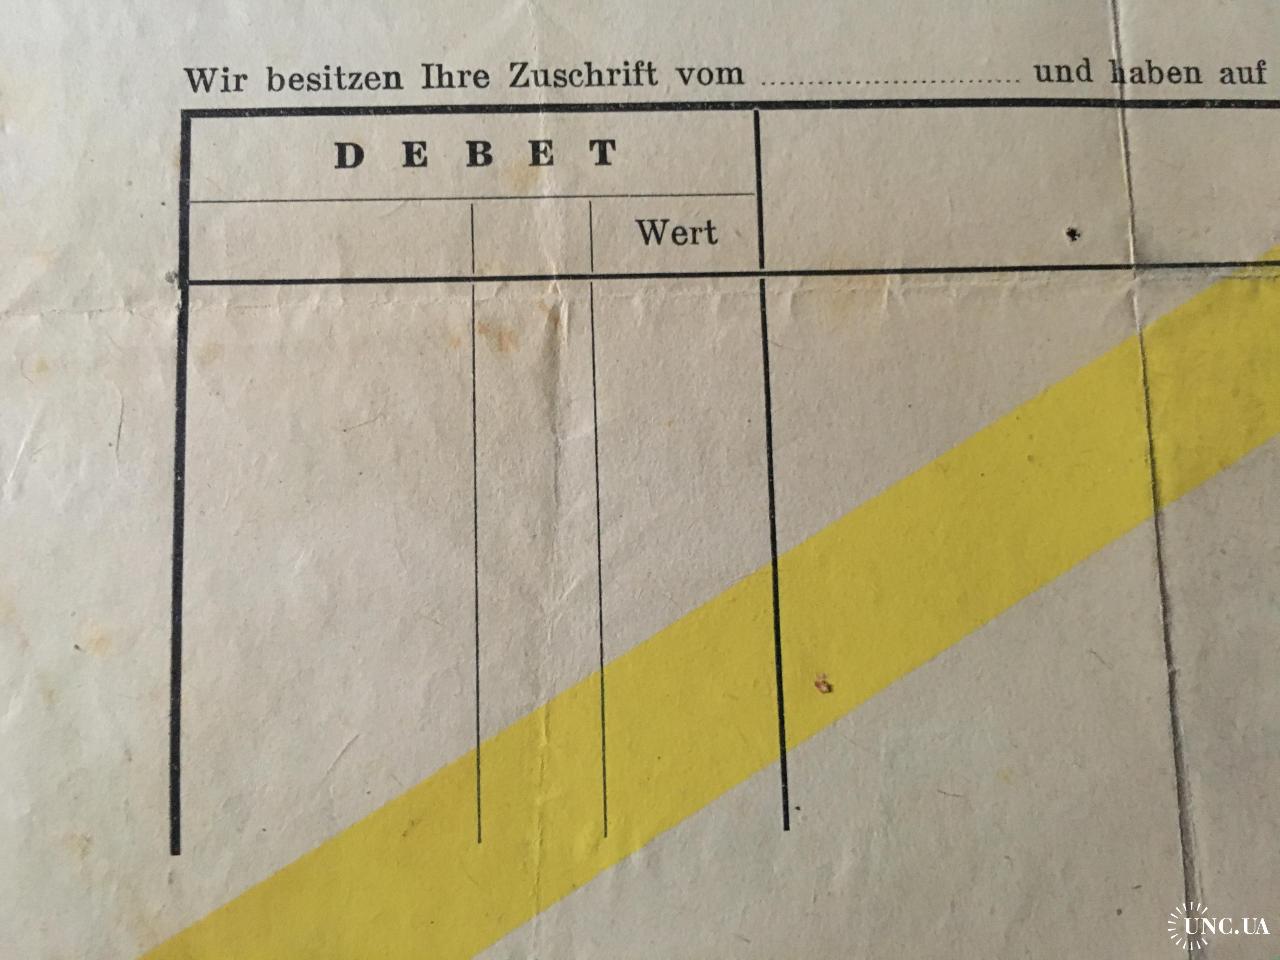 Wir besitzen Ihre Zuschrift vom ........................... und haben auf
DEBET
Wert
UNC.UA